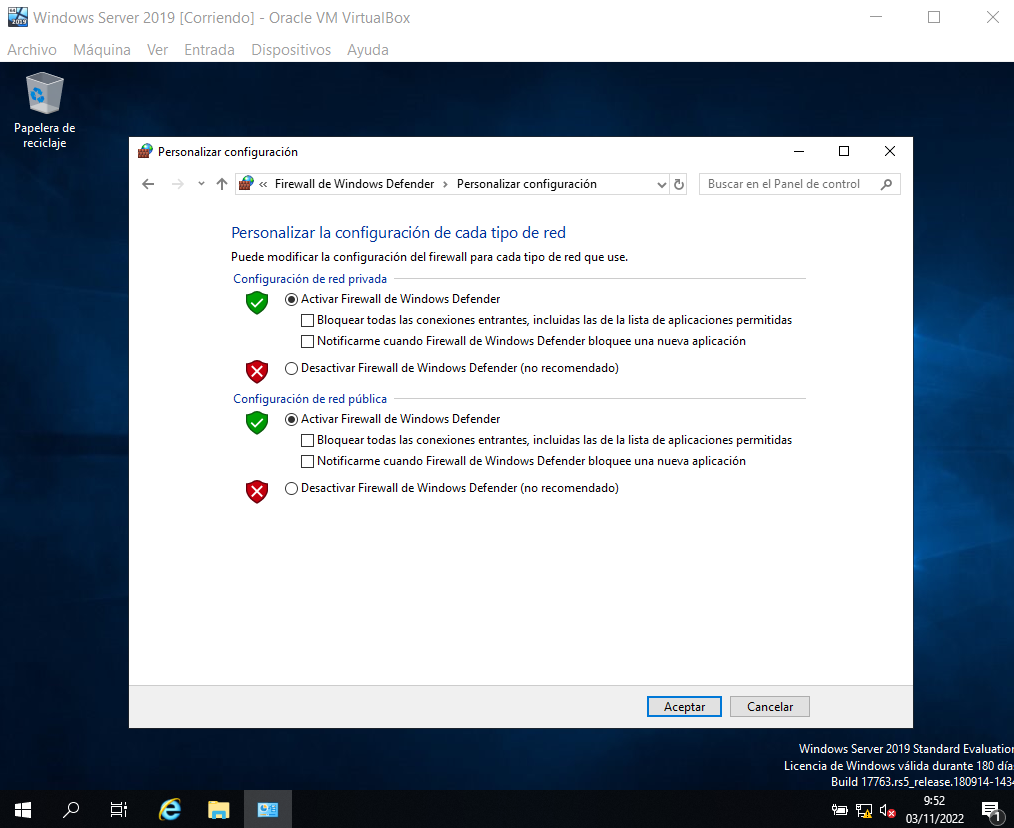 Windows Server 2019 [Corriendo] - Oracle VM VirtualBox
Archivo Máquina Ver Entrada Dispositivos Ayuda
Papelera de
reciclaje
Personalizar configuración
« Firewall de Windows Defender › Personalizar configuración
Buscar en el Panel de control
Personalizar la configuración de cada tipo de red
Puede modificar la configuración del firewall para cada tipo de red que use.
Configuración de red privada
Activar Firewall de Windows Defender
Bloquear todas las conexiones entrantes, incluidas las de la lista de aplicaciones permitidas
Notificarme cuando Firewall de Windows Defender bloquee una nueva aplicación
Desactivar Firewall de Windows Defender (no recomendado)
Configuración de red pública
Activar Firewall de Windows Defender
Bloquear todas las conexiones entrantes, incluidas las de la lista de aplicaciones permitidas
Notificarme cuando Firewall de Windows Defender bloquee una nueva aplicación
Desactivar Firewall de Windows Defender (no recomendado)
Aceptar Cancelar
Windows Server 2019 Standard Evaluation
Licencia de Windows válida durante 180 días
Build 17763.rs5_release.180914-1434
9:52
03/11/2022
1